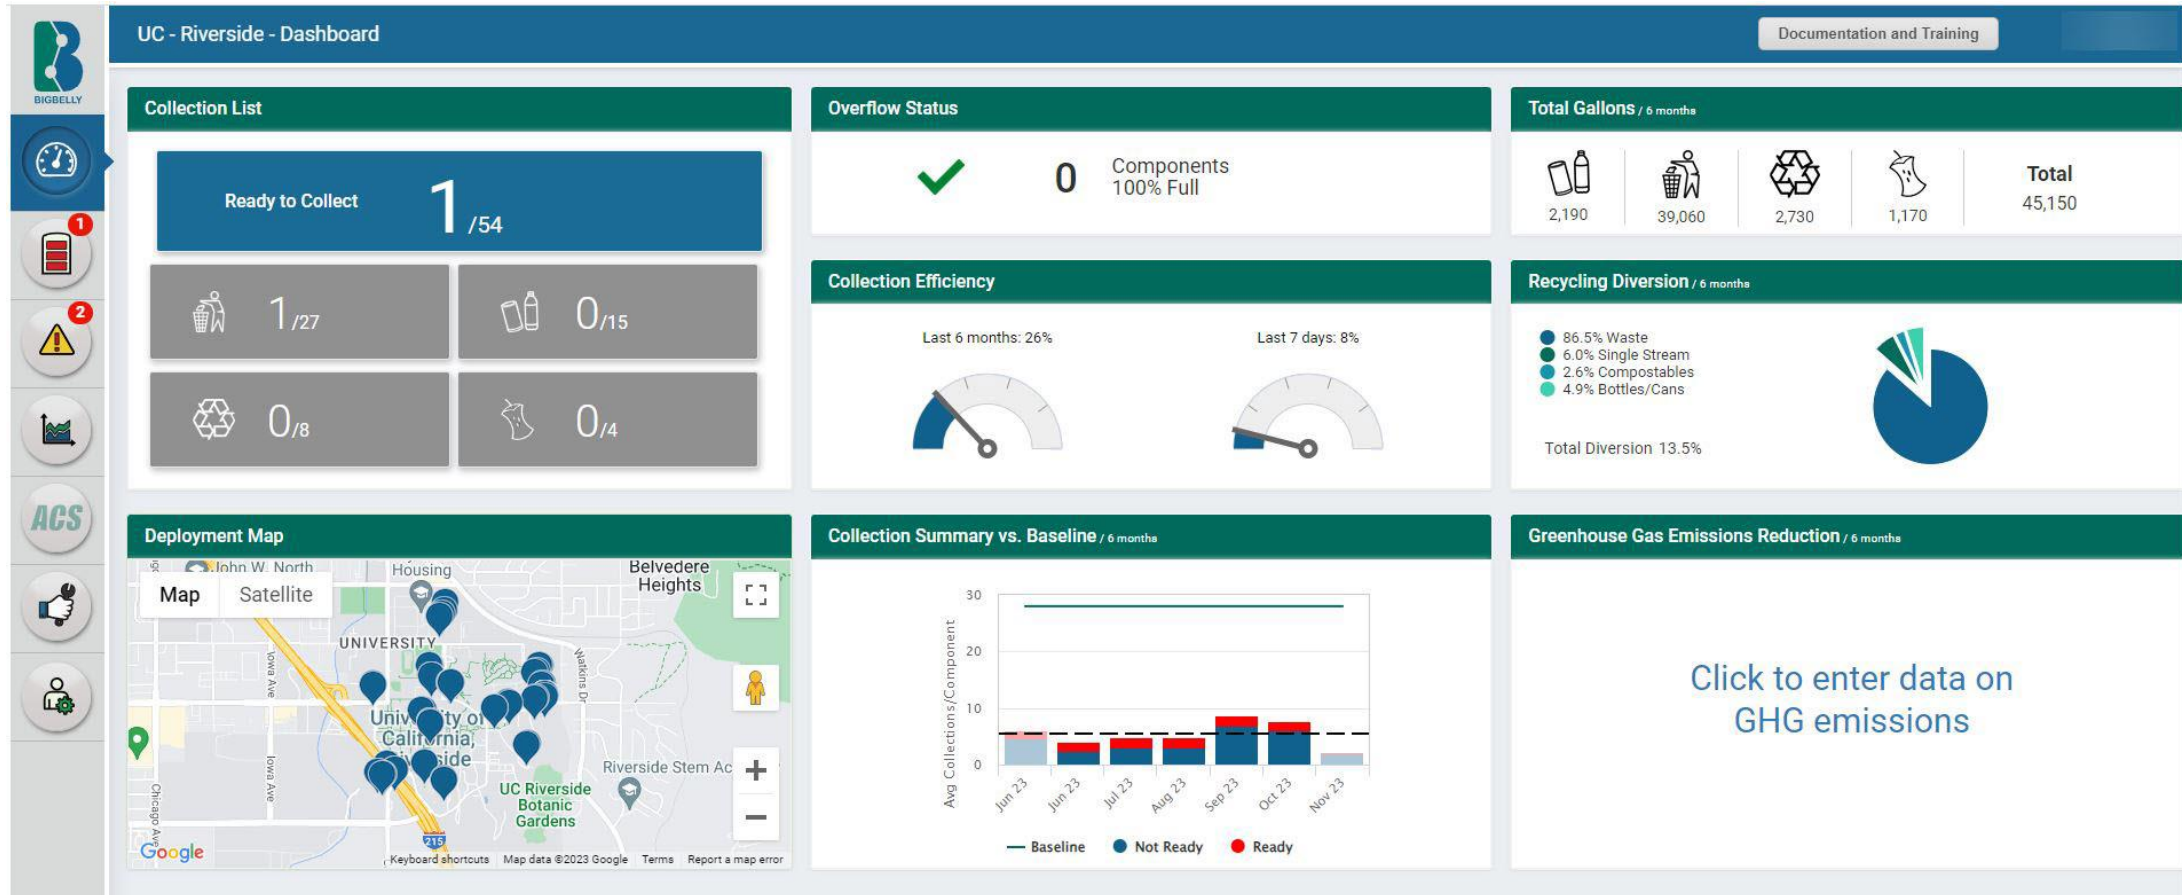 BIGBELLY
1
2
ACS
UC - Riverside - Dashboard
Documentation and Training
Collection List
Ready to Collect 1/54
1/27
0/15
0/8
0/4
Overflow Status
0 Components
100% Full
Total Gallons / 6 months
2,190
39,060
2,730
1,170
Total
45,150
Collection Efficiency
Last 6 months: 26%
Last 7 days: 8%
Recycling Diversion / 6 months
86.5% Waste
6.0% Single Stream
2.6% Compostables
4.9% Bottles/Cans
Total Diversion 13.5%
Deployment Map
Map
Satellite
John W. North
Housing
Belvedere
Heights
UNIVERSITY
Iowa Ave
Watkins Dr
University of
California,
Iowa Ave
Riverside Stem Ac
UC Riverside
Botanic
Gardens
Chicago Ave
215
+
−
Google
Keyboard shortcuts
Map data ©2023 Google
Terms
Report a map error
Collection Summary vs. Baseline / 6 months
Avg Collections/Component
30
20
10
0
Jun 23
Jun 23
Jul 23
Aug 23
Sep 23
Oct 23
Nov 23
Baseline
Not Ready
Ready
Greenhouse Gas Emissions Reduction / 6 months
Click to enter data on
GHG emissions